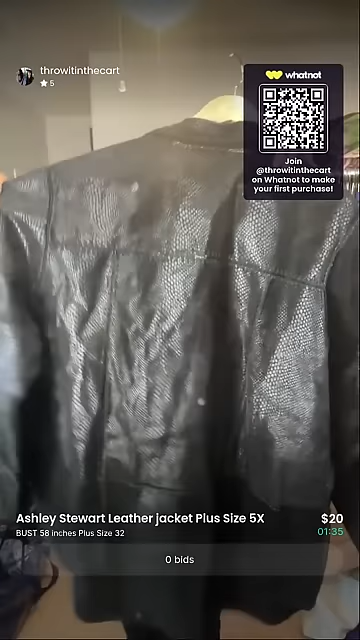 throwitinthecart
★5
whatnot
Join
@throwitinthecart
on Whatnot to make
your first purchase!
Ashley Stewart Leather jacket Plus Size 5X
$20
BUST 58 inches Plus Size 32
01:35
0 bids